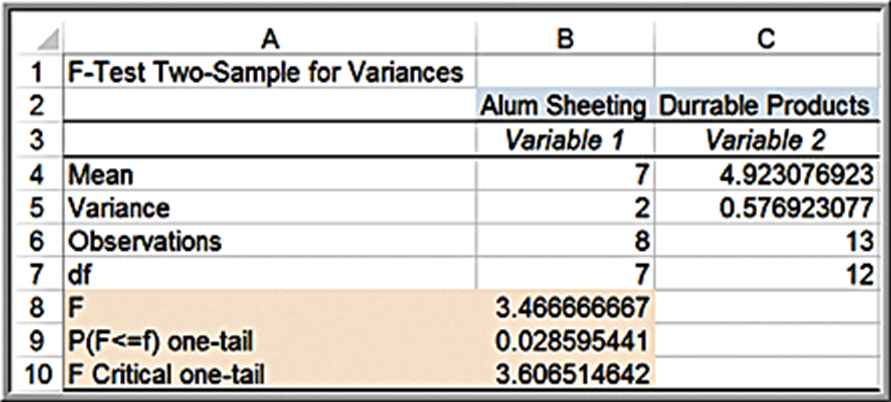 A B C
1 F-Test Two-Sample for Variances
2 Alum Sheeting Durrable Products
3 Variable 1 Variable 2
4 Mean 7 4.923076923
5 Variance 2 0.576923077
6 Observations 8 13
7 df 7 12
8 F 3.466666667
9 P(F<=f) one-tail 0.028595441
10 F Critical one-tail 3.606514642